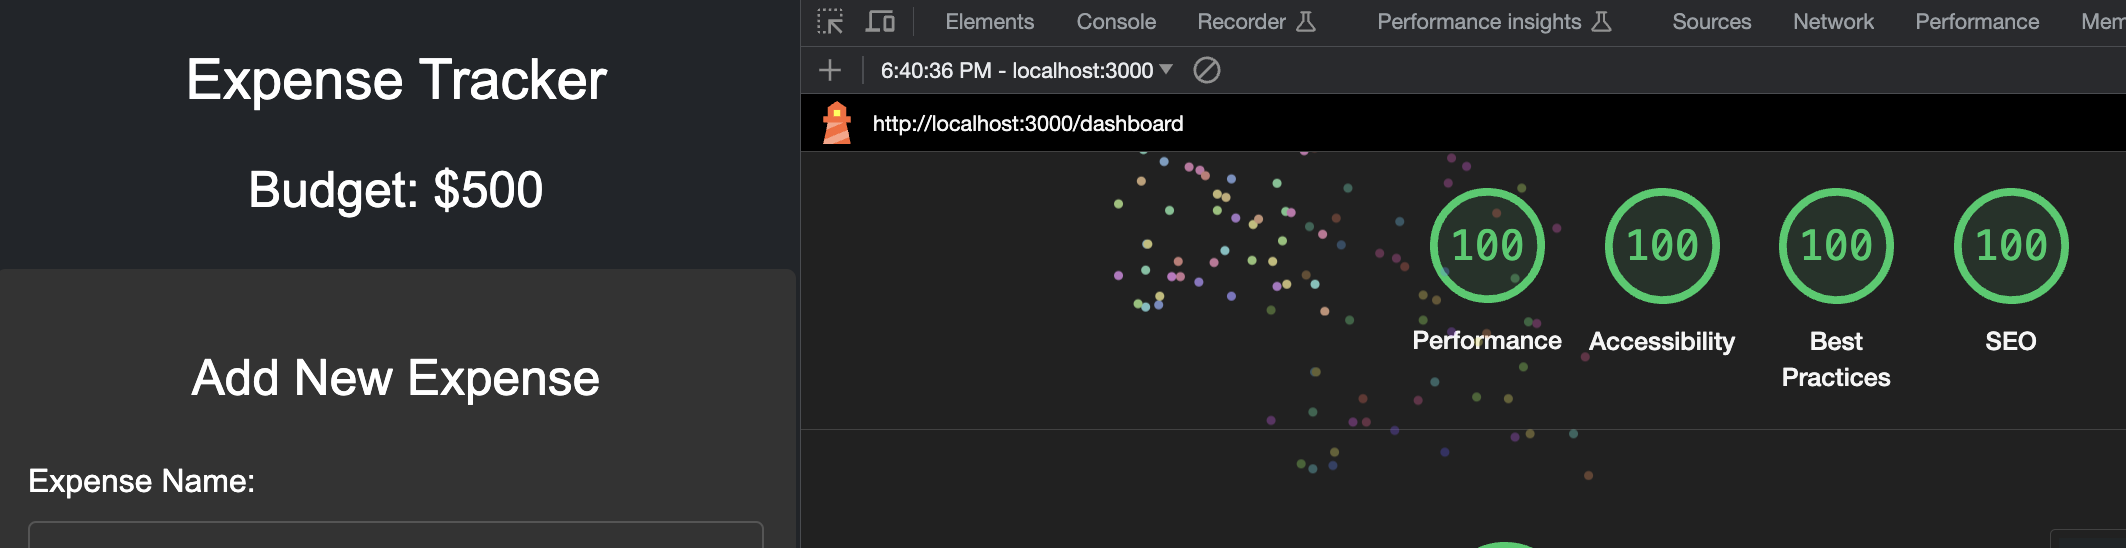 Expense Tracker
Budget: $500
Add New Expense
Expense Name:
Elements Console Recorder Performance insights Sources Network Performance Mem
6:40:36 PM - localhost:3000
http://localhost:3000/dashboard
100 100 100 100
Performance Accessibility Best Practices SEO